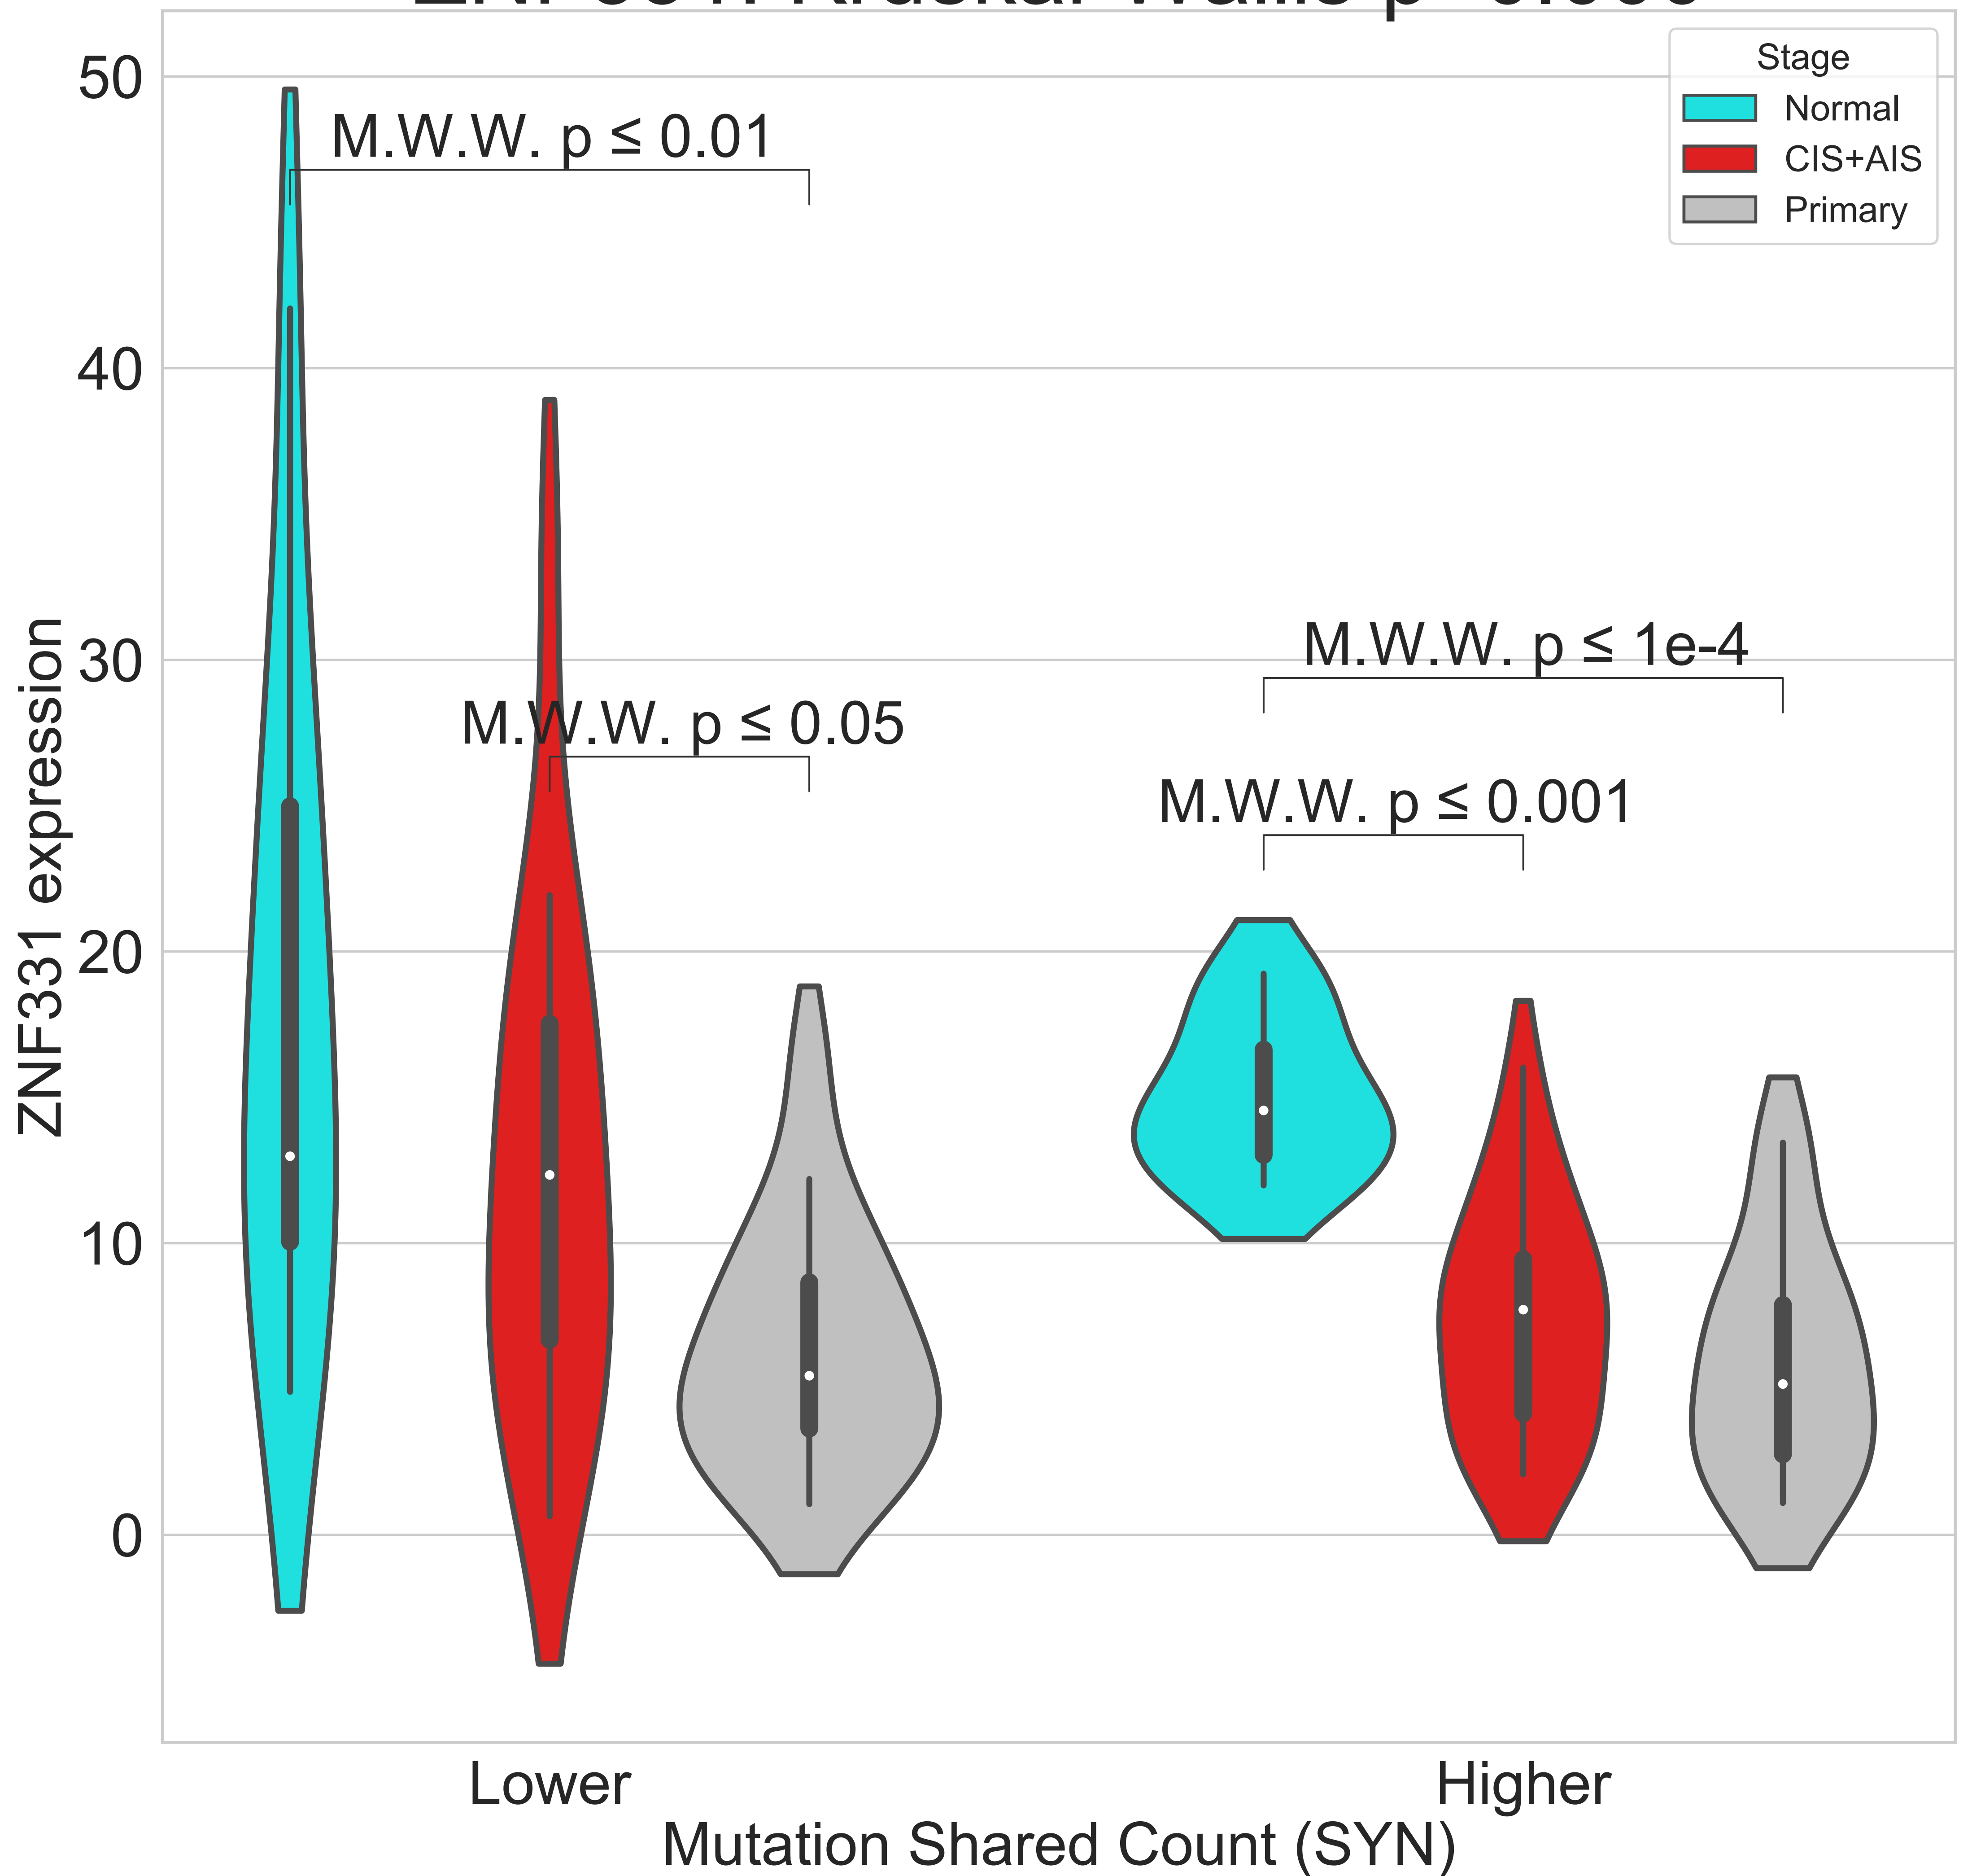 Stage
Normal
CIS+AIS
Primary
50
40
30
20
10
0
ZNF331 expression
M.W.W. p ≤ 0.01
M.W.W. p ≤ 0.05
M.W.W. p ≤ 1e-4
M.W.W. p ≤ 0.001
Lower
Higher
Mutation Shared Count (SYN)